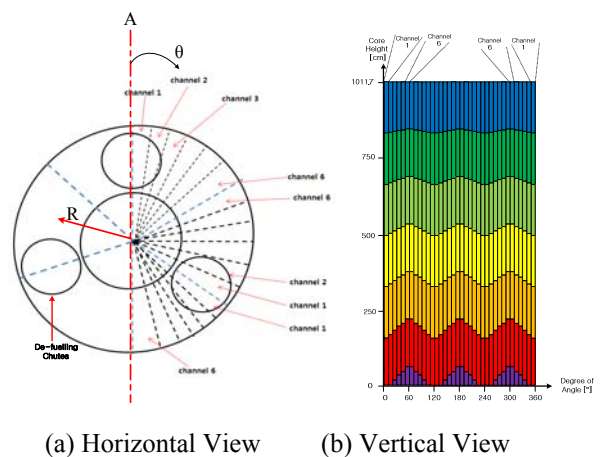 A
θ
channel 1
channel 2
channel 3
channel 6
channel 6
R
channel 2
channel 1
channel 1
De-fuelling
Chutes
channel 6
(a) Horizontal View
Core
Height
[cm]
Channel
1
Channel
6
Channel
6
Channel
1
1011,7
750
500
250
0
0 60 120 180 240 300 360
Degree of
Angle [°]
(b) Vertical View